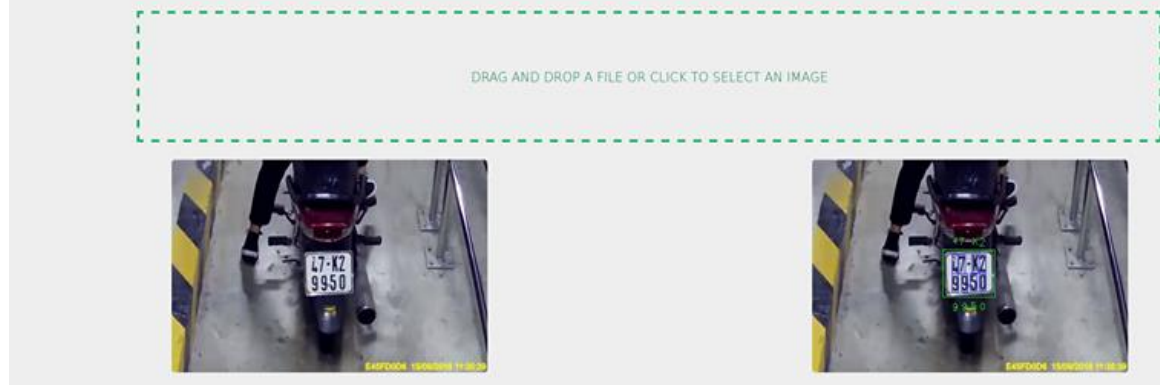 DRAG AND DROP A FILE OR CLICK TO SELECT AN IMAGE
47-K2
9950
47-K2
9950
47-K2
9950